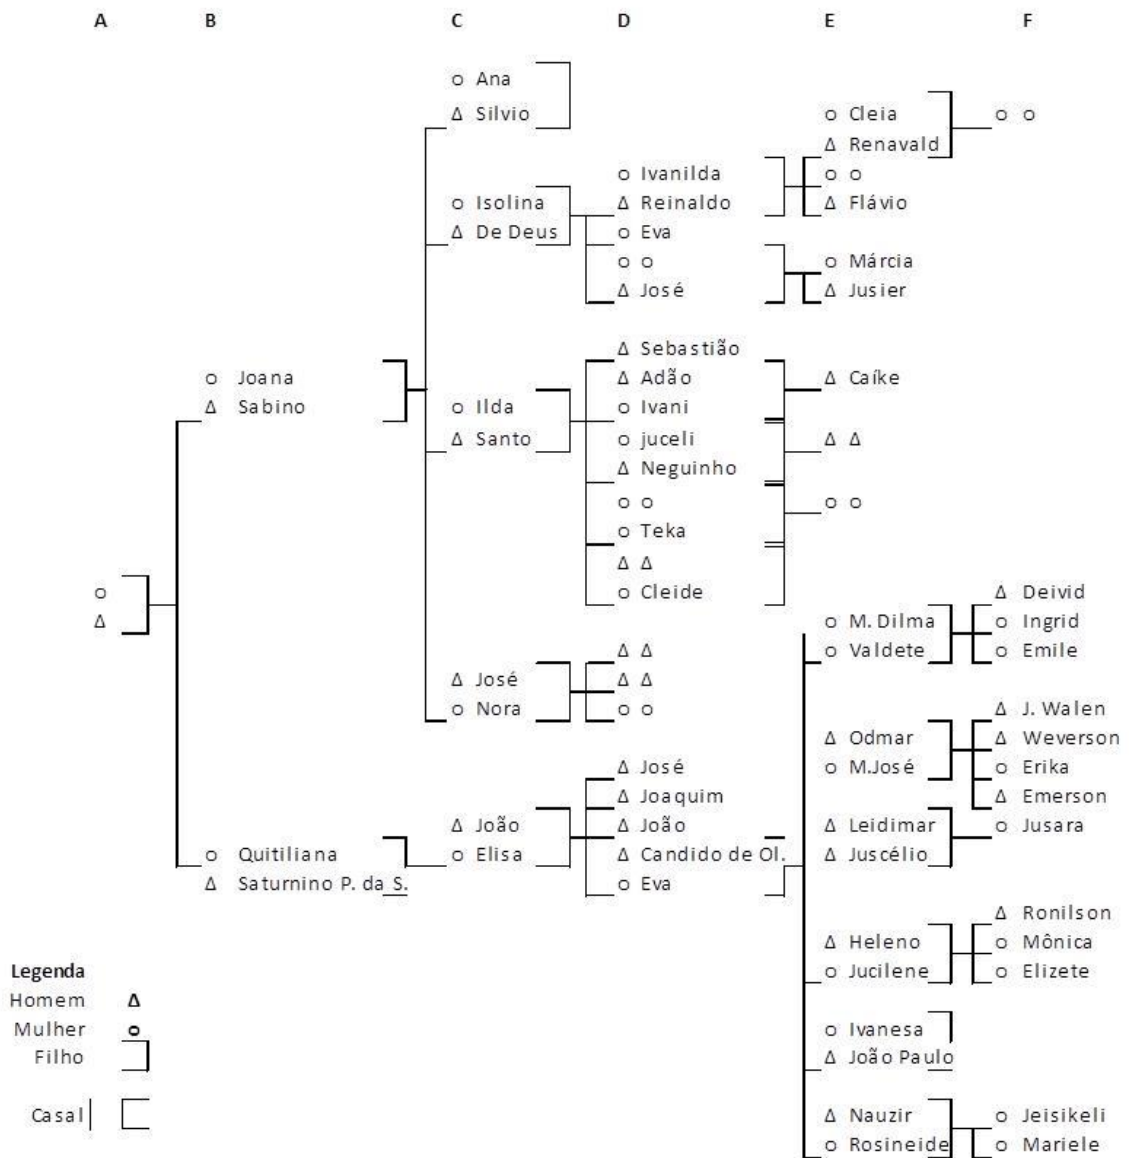 A B C D E F
o Ana
Δ Silvio
o Cleia
o o
Δ Renavald
o Ivanilda
o o
o Isolina
Δ Reinaldo
Δ Flávio
Δ De Deus
o Eva
o o
o Márcia
Δ José
Δ Jusier
Δ Sebastião
o Joana
Δ Adão
Δ Caíke
Δ Sabino
o Ilda
o Ivani
Δ Santo
o juceli
Δ Δ
Δ Neguinho
o o
o o
o Teka
Δ Δ
o
o Cleide
Δ Deivid
Δ
o M. Dilma
o Ingrid
Δ Δ
o Valdete
o Emile
Δ José
Δ Δ
o Nora
o o
Δ J. Walen
Δ Odmar
Δ Weverson
Δ José
o M.José
o Erika
Δ Joaquim
Δ Emerson
Δ João
Δ João
Δ Leidimar
o Jusara
o Quitiliana
o Elisa
Δ Candido de Ol.
Δ Juscélio
Δ Saturnino P. da S.
o Eva
Δ Ronilson
Δ Heleno
o Mônica
Legenda
o Jucilene
o Elizete
Homem Δ
Mulher o
o Ivanesa
Filho
Δ João Paulo
Casal
Δ Nauzir
o Jeisikeli
o Rosineide
o Mariele